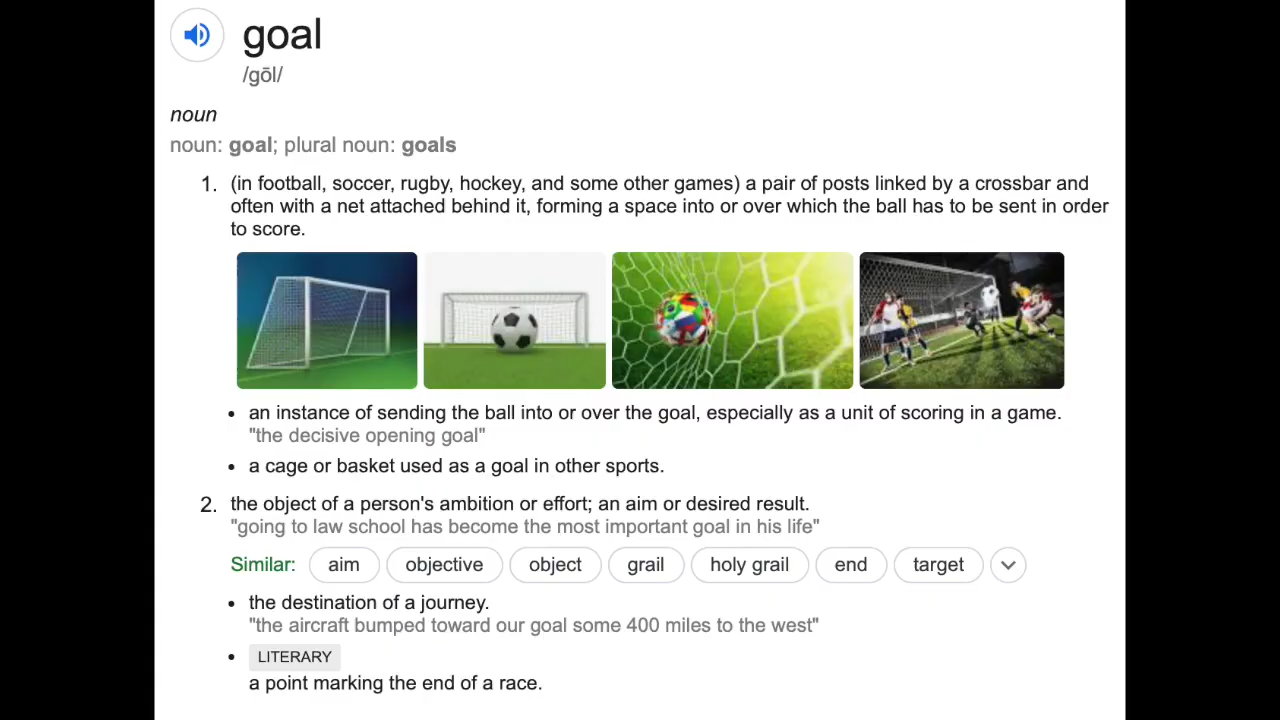 goal
/gōl/
noun
noun: goal; plural noun: goals
1. (in football, soccer, rugby, hockey, and some other games) a pair of posts linked by a crossbar and
often with a net attached behind it, forming a space into or over which the ball has to be sent in order
to score.
• an instance of sending the ball into or over the goal, especially as a unit of scoring in a game.
"the decisive opening goal"
• a cage or basket used as a goal in other sports.
2. the object of a person's ambition or effort; an aim or desired result.
"going to law school has become the most important goal in his life"
Similar: aim objective object grail holy grail end target
• the destination of a journey.
"the aircraft bumped toward our goal some 400 miles to the west"
• LITERARY
a point marking the end of a race.